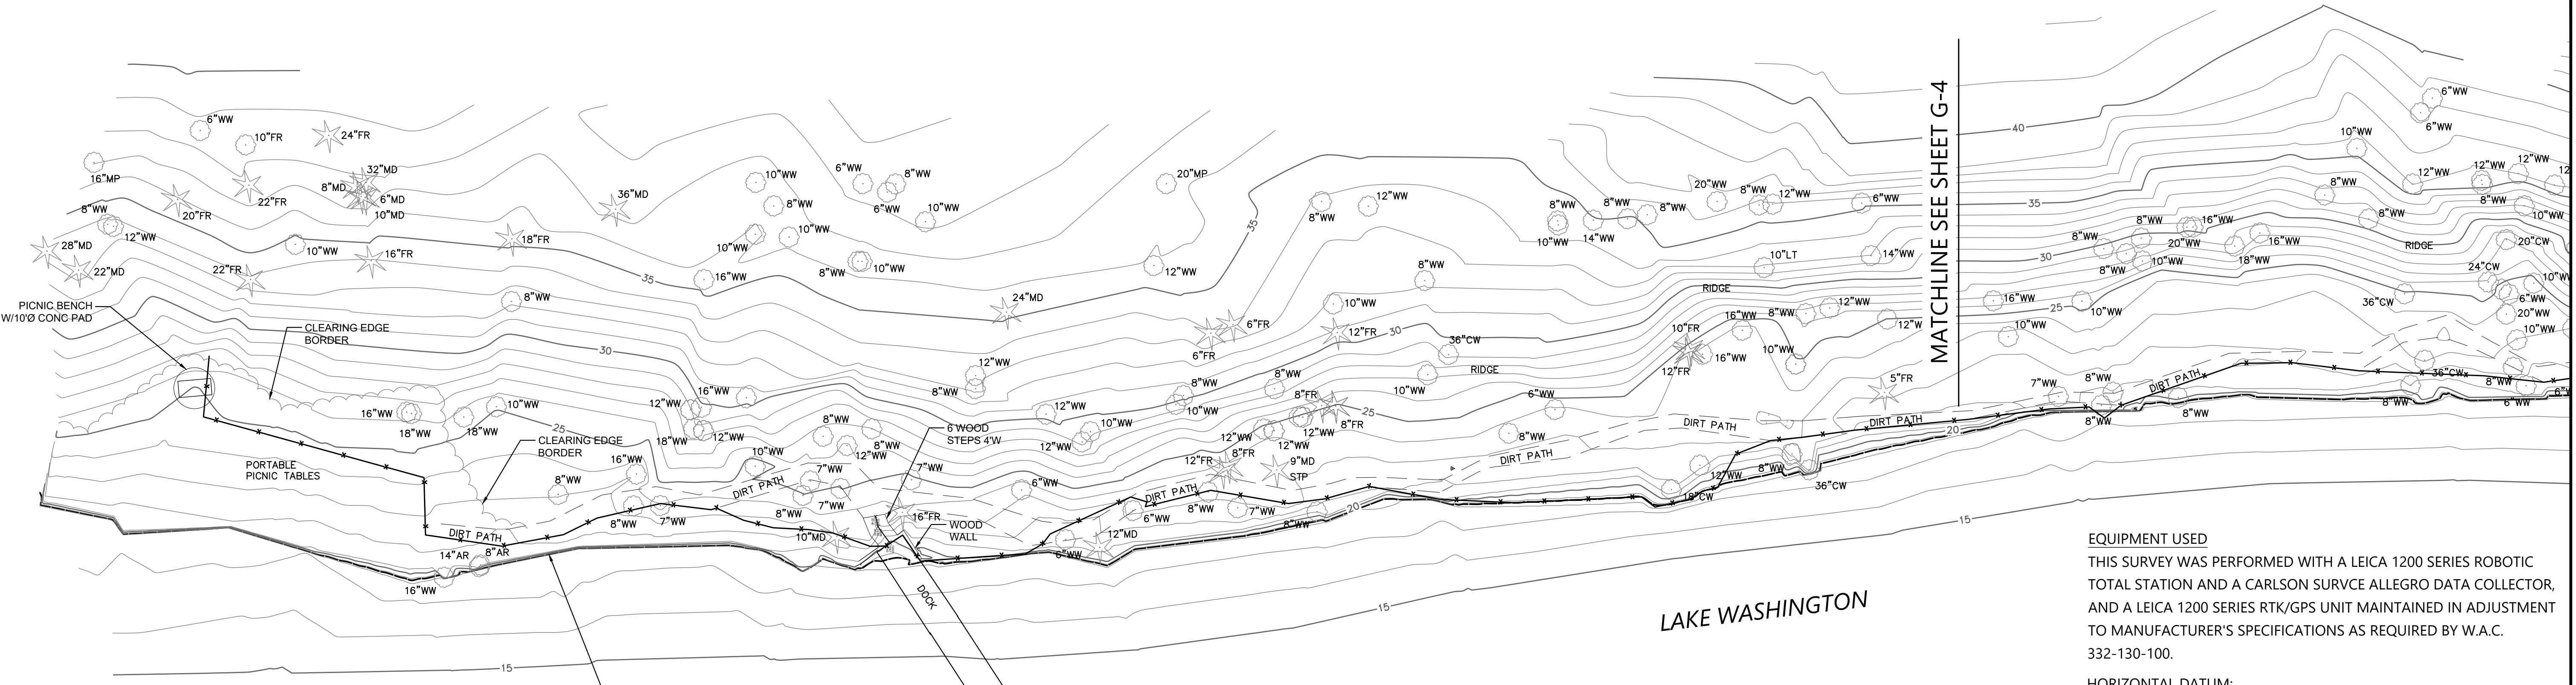 6"WW
10"FR
24"FR
16"MP
20"FR
22"FR
32"MD
8"MD
6"MD
10"MD
36"MD
8"WW
12"WW
28"MD
22"MD
10"WW
22"FR
16"FR
18"FR
8"WW
35
10"WW
8"WW
10"WW
10"WW
16"WW
6"WW
8"WW
6"WW
10"WW
8"WW
10"WW
24"MD
20"MP
12"WW
35
8"WW
12"WW
8"WW
10"WW
6"FR
6"FR
12"FR
30
36"CW
8"WW
10"WW
8"WW
14"WW
8"WW
20"WW
8"WW
12"WW
6"WW
10"LT
14"WW
RIDGE
RIDGE
10"WW
10"FR
12"FR
16"WW
16"WW
8"WW
12"WW
10"WW
12"W
5"FR
MATCHLINE SEE SHEET G-4
40
35
30
25
6"WW
6"WW
10"WW
12"WW
12"WW
12"WW
12
8"WW
8"WW
8"WW
10"WW
RIDGE
8"WW
8"WW
16"WW
20"WW
10"WW
8"WW
18"WW
16"WW
20"CW
24"CW
10"W
6"WW
20"WW
10"WW
36"CW
16"WW
10"WW
10"WW
PICNIC BENCH
W/10'Ø CONC PAD
CLEARING EDGE
BORDER
30
16"WW
18"WW
18"WW
10"WW
25
CLEARING EDGE
BORDER
PORTABLE
PICNIC TABLES
16"WW
12"WW
18"WW
12"WW
16"WW
8"WW
8"WW
7"WW
DIRT PATH
14"AR
8"AR
16"WW
10"WW
DIRT PATH
8"WW
8"WW
12"WW
7"WW
7"WW
8"WW
10"MD
6 WOOD
STEPS 4'W
7"WW
16"FR
WOOD
WALL
DOCK
8"WW
12"WW
12"WW
10"WW
12"WW
6"WW
8"WW
10"WW
8"WW
8"FR
8"FR
25
12"WW
12"WW
12"WW
12"FR
8"FR
9"MD
STP
DIRT PATH
6"WW
8"WW
7"WW
8"WW
12"MD
6"WW
20
6"WW
8"WW
DIRT PATH
DIRT PATH
DIRT PATH
12"WW
8"WW
18"CW
36"CW
20
7"WW
8"WW
8"WW
DIRT PATH
8"WW
36"CW
8"WW
8"WW
6"WW
6"W
15
15
15
LAKE WASHINGTON
EQUIPMENT USED
THIS SURVEY WAS PERFORMED WITH A LEICA 1200 SERIES ROBOTIC
TOTAL STATION AND A CARLSON SURVCE ALLEGRO DATA COLLECTOR,
AND A LEICA 1200 SERIES RTK/GPS UNIT MAINTAINED IN ADJUSTMENT
TO MANUFACTURER'S SPECIFICATIONS AS REQUIRED BY W.A.C.
332-130-100.
HORIZONTAL DATUM: